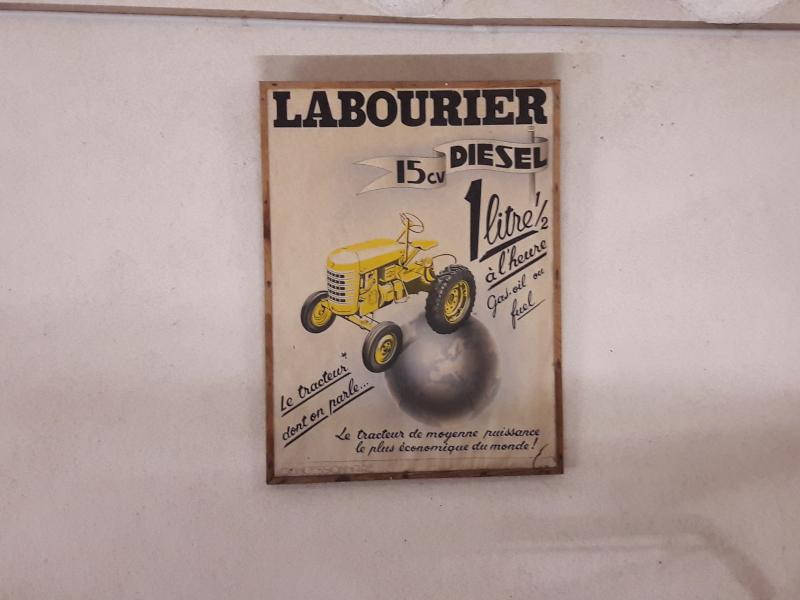 LABOURIER
15CV DIESEL
1 litre 1/2
à l'heure
Gas-oil ou
fuel
Le tracteur
dont on parle...
Le tracteur de moyenne puissance
le plus économique du monde!